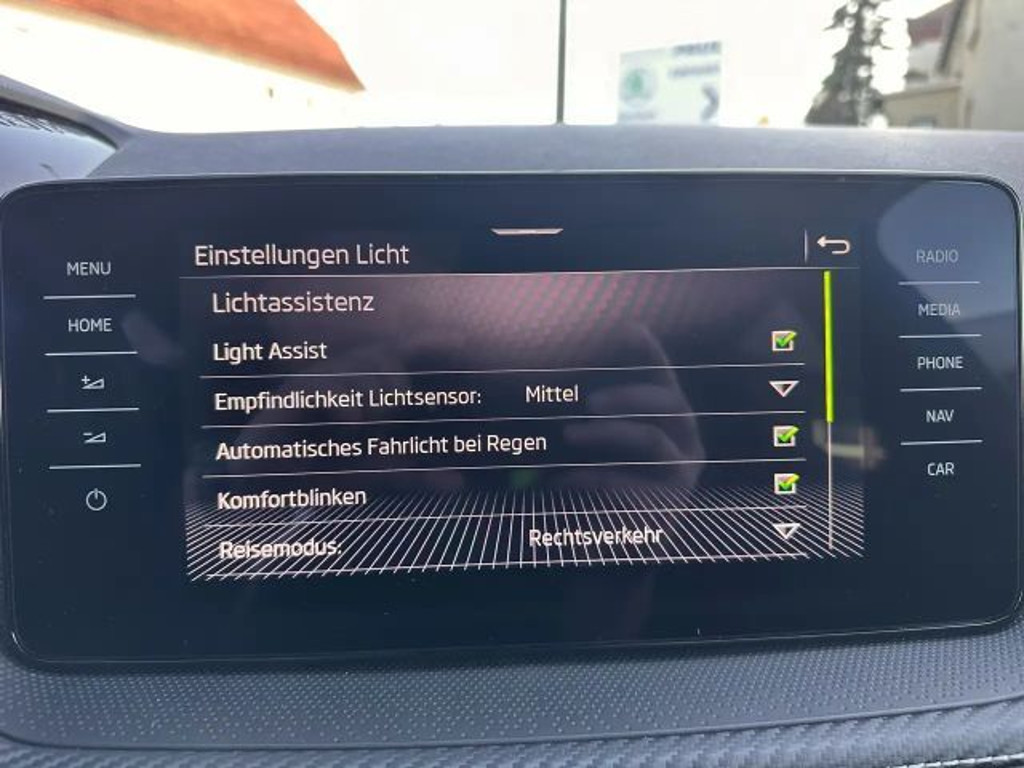 Einstellungen Licht
MENU
HOME
Lichtassistenz
Light Assist
Empfindlichkeit Lichtsensor: Mittel
Automatisches Fahrlicht bei Regen
Komfortblinken
Reisemodus: Rechtsverkehr
RADIO
MEDIA
PHONE
NAV
CAR